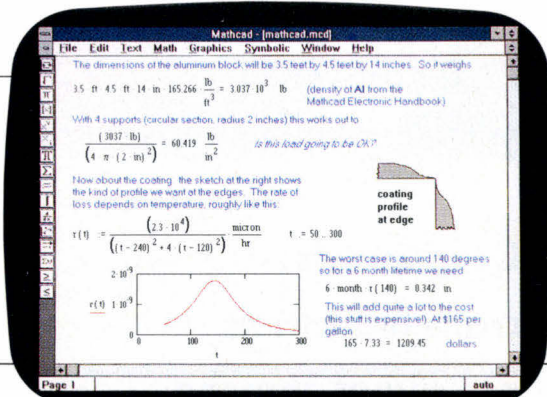 Mathcad - [mathcad.mcd]
File Edit Text Math Graphics Symbolic Window Help
The dimensions of the aluminum block will be 3.5 feet by 4.5 feet by 14 inches. So it weighs
3.5 · ft · 4.5 · ft · 14 · in · 165.266 · lb/ft³ = 3.037·10³ lb
(density of Al from the
Mathcad Electronic Handbook)
With 4 supports (circular section, radius 2 inches) this works out to
(3037 · lb) / (4 · π · (2 · in)²) = 60.419 lb/in²
Is this load going to be OK?
Now about the coating: the sketch at the right shows
the kind of profile we want at the edges. The rate of
loss depends on temperature, roughly like this:
coating
profile
at edge
r(t) := (2.3 · 10⁴) / ((t - 240)² + 4 · (t - 120)²) · micron/hr
t := 50 .. 300
The worst case is around 140 degrees
so for a 6 month lifetime we need
6 · month · r(140) = 0.342 in
This will add quite a lot to the cost
(this stuff is expensive!). At $165 per
gallon
165 · 7.33 = 1209.45 dollars
2·10⁻⁹
r(t) 1·10⁻⁹
0
0 100 200 300
t
Page 1
auto